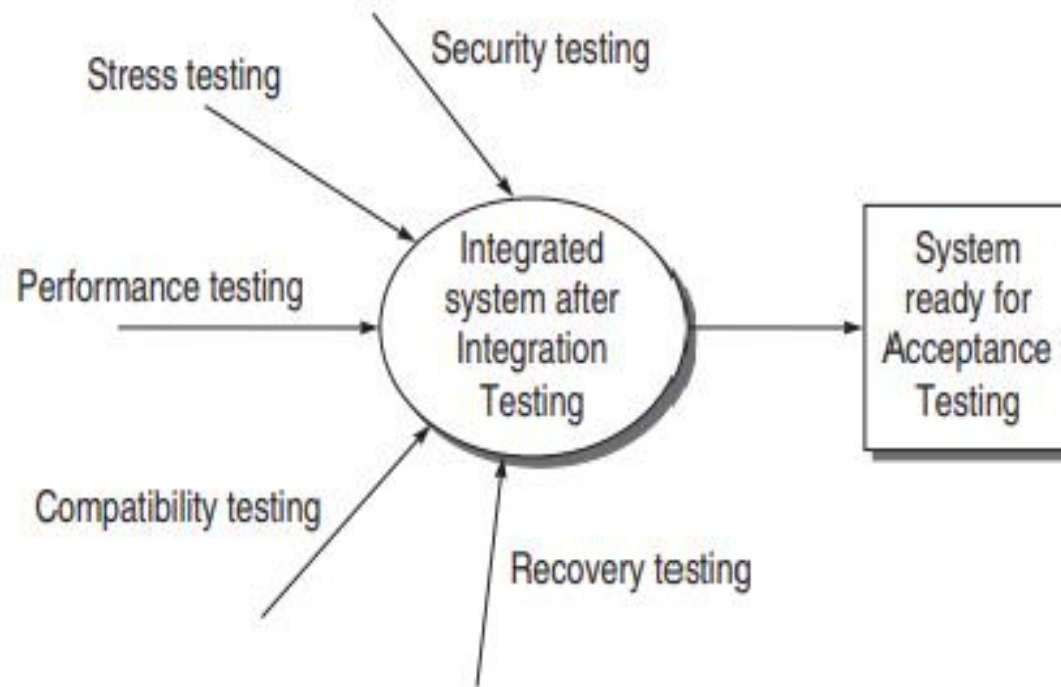 Security testing
Stress testing
Performance testing
Integrated
system after
Integration
Testing
System
ready for
Acceptance
Testing
Compatibility testing
Recovery testing